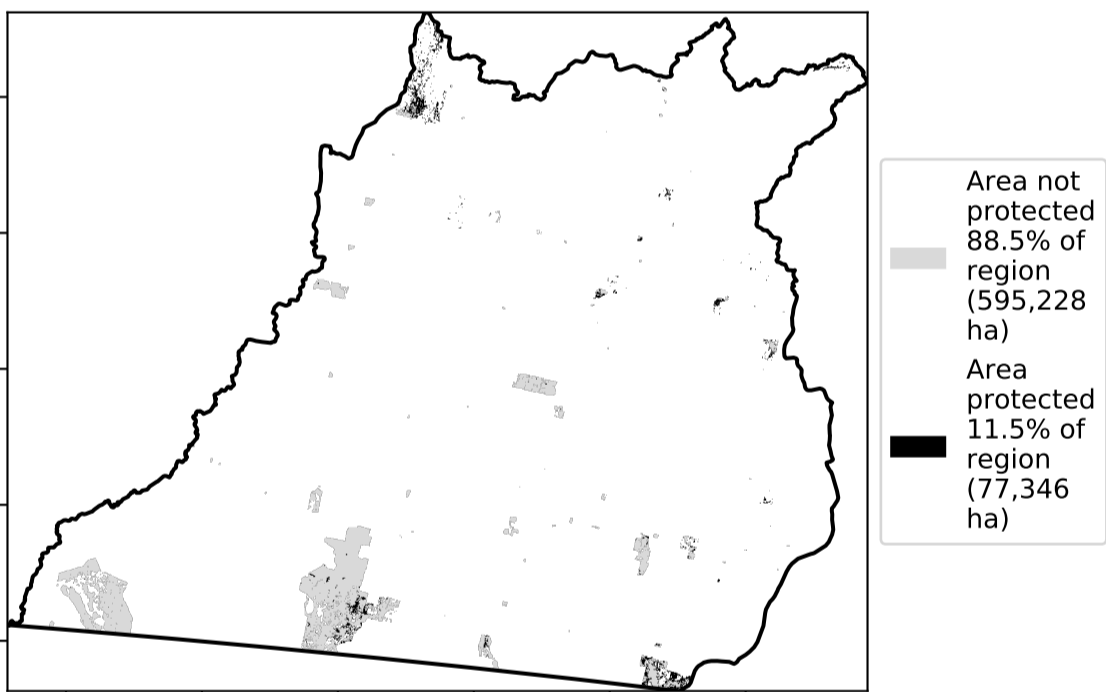 Area not
protected
88.5% of
region
(595,228
ha)
Area
protected
11.5% of
region
(77,346
ha)